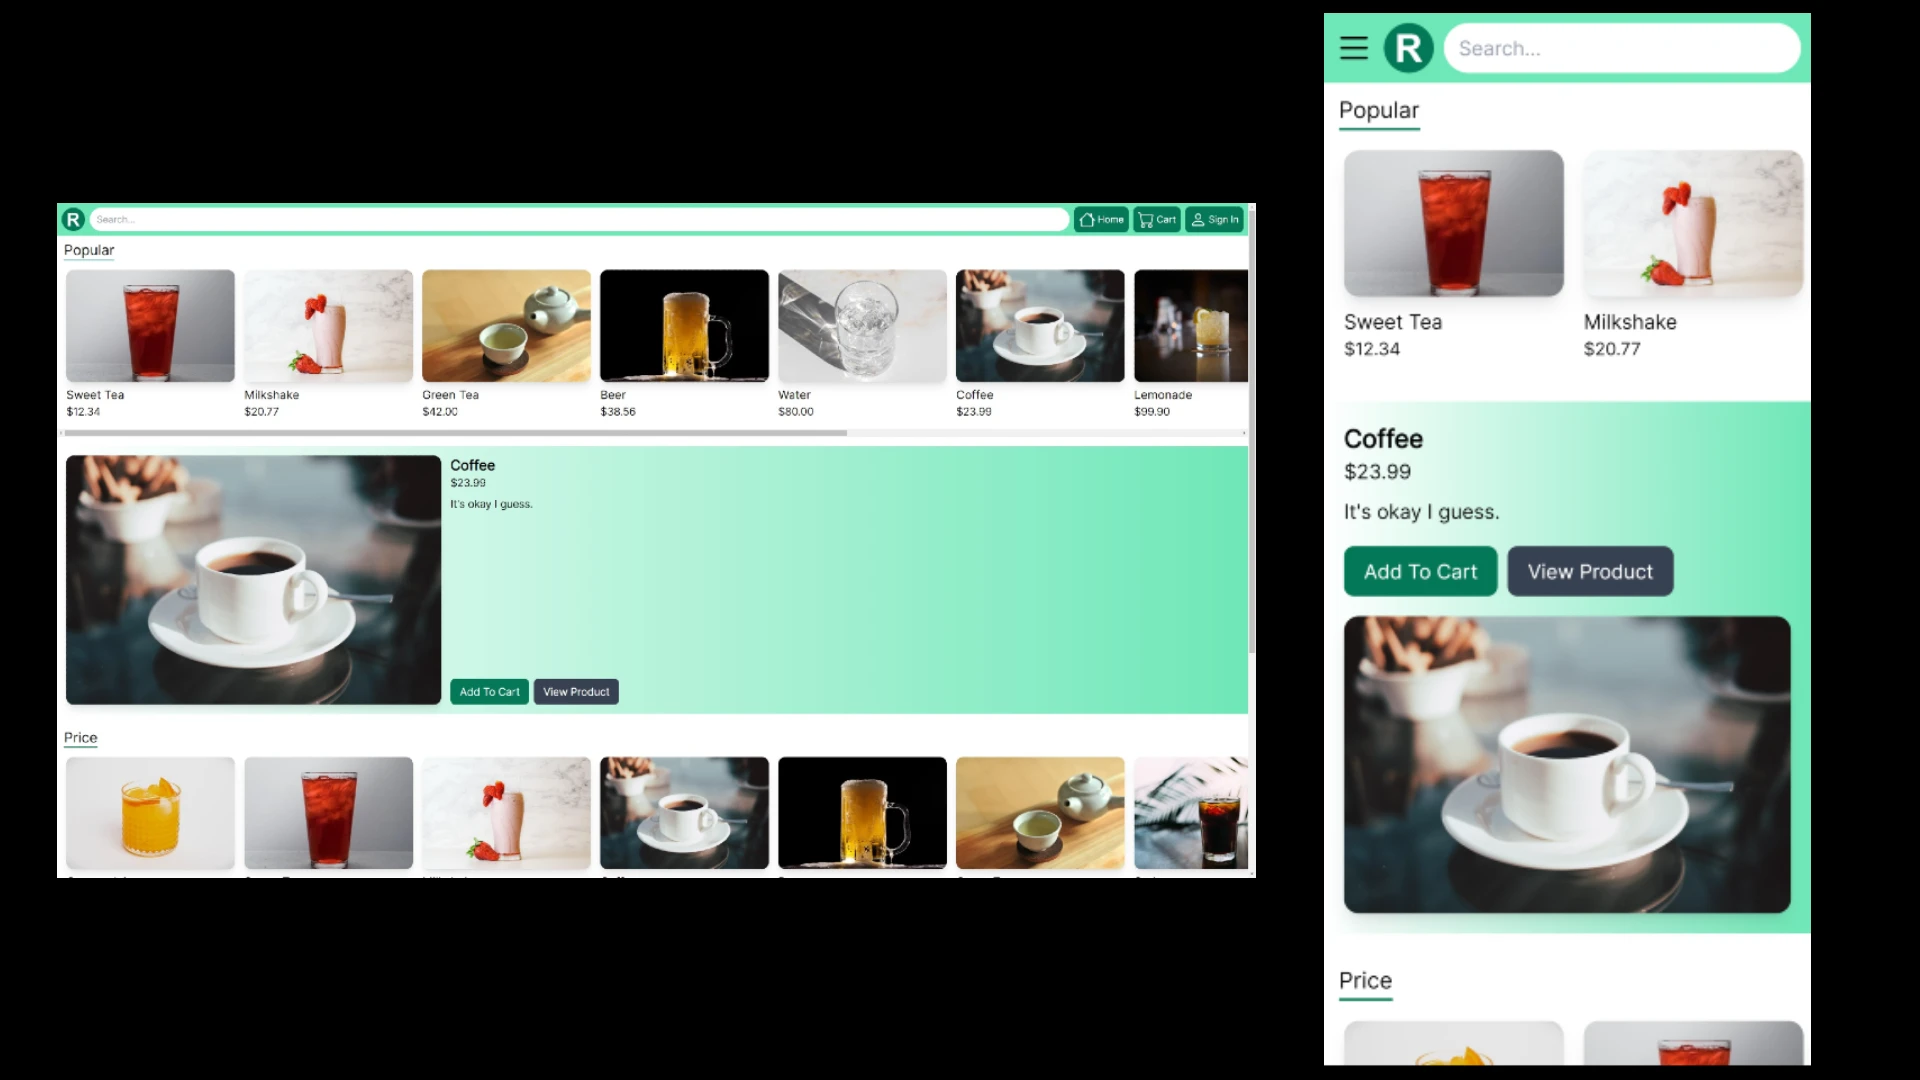 R
Search...
Home
Cart
Sign In
Popular
Sweet Tea
$12.34
Milkshake
$20.77
Green Tea
$42.00
Beer
$38.56
Water
$80.00
Coffee
$23.99
Lemonade
$99.90
Coffee
$23.99
It's okay I guess.
Add To Cart
View Product
Price
R
Search...
Popular
Sweet Tea
$12.34
Milkshake
$20.77
Coffee
$23.99
It's okay I guess.
Add To Cart
View Product
Price